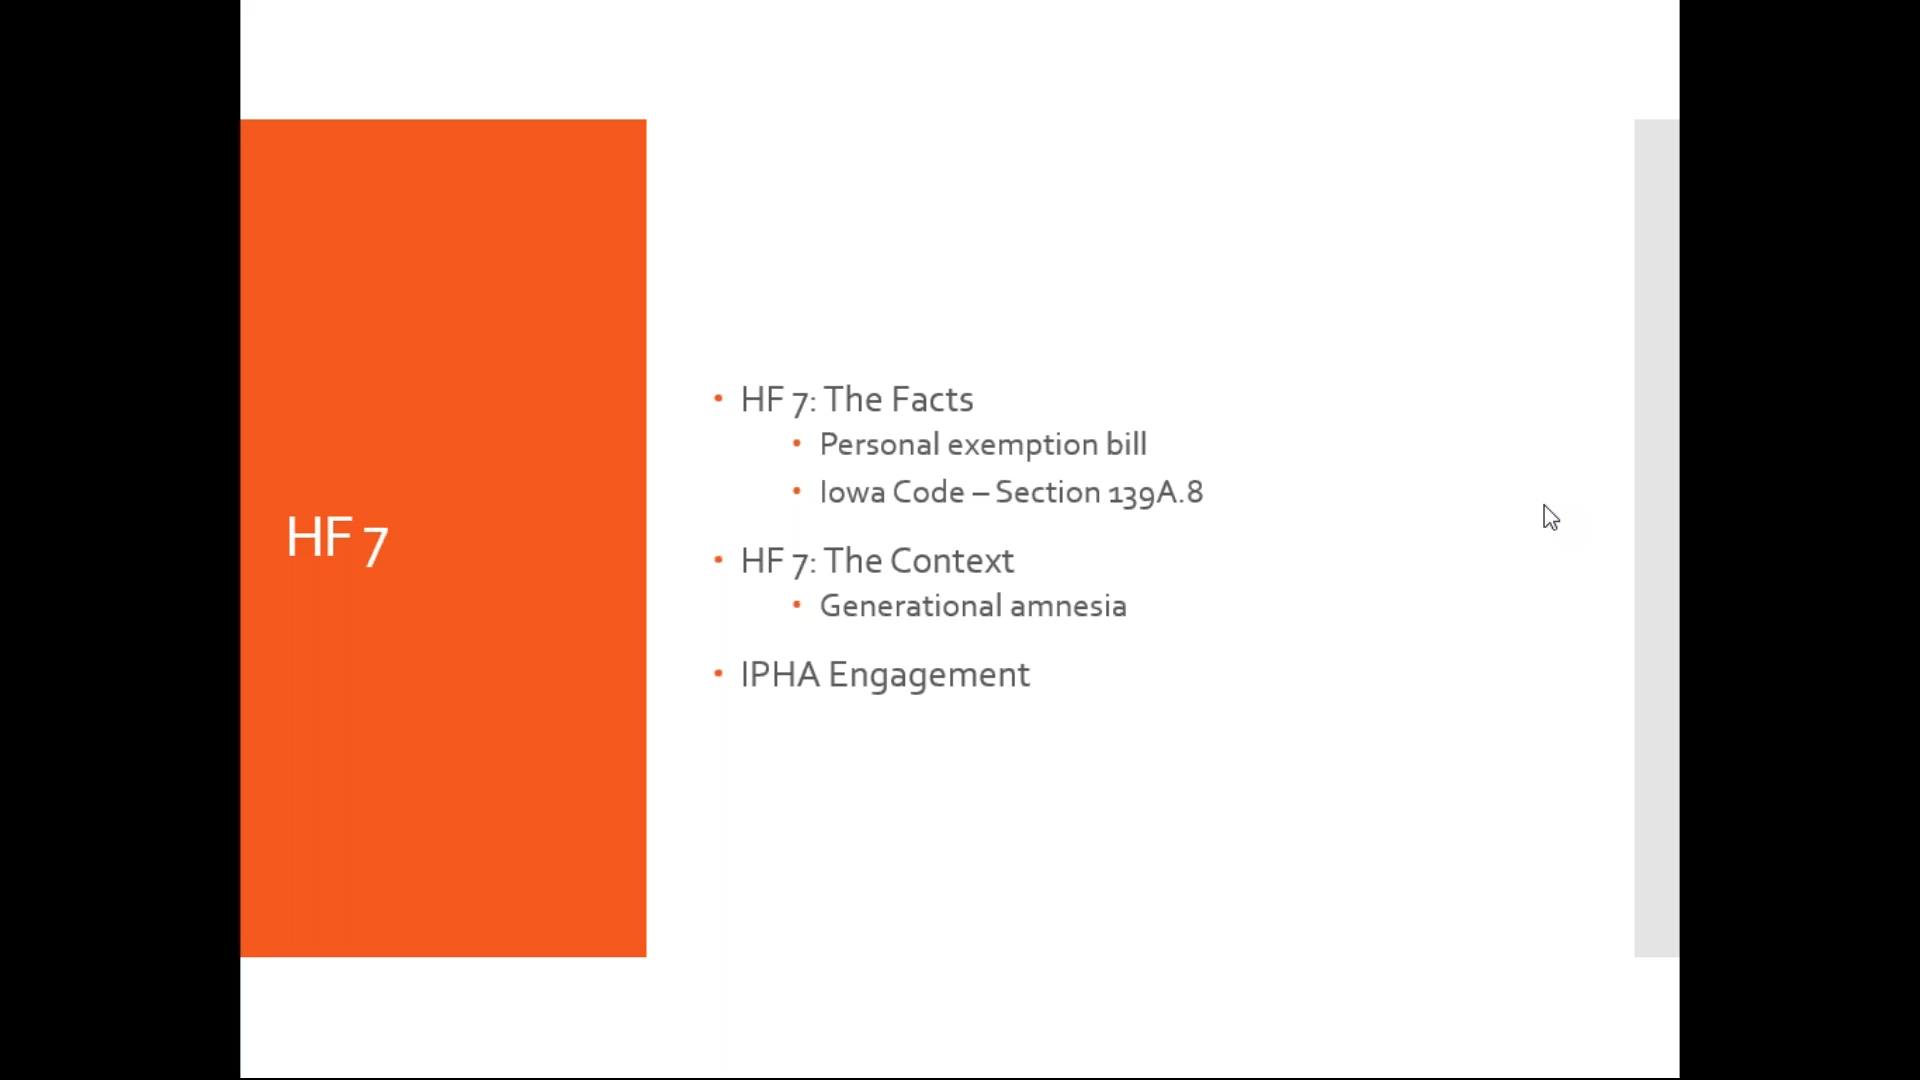 HF 7
• HF 7: The Facts
• Personal exemption bill
• Iowa Code – Section 139A.8
• HF 7: The Context
• Generational amnesia
• IPHA Engagement